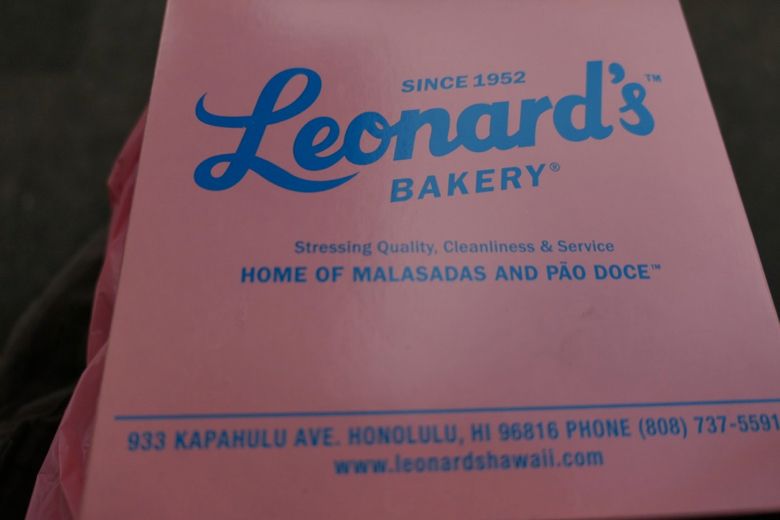 SINCE 1952
Leonard's™
BAKERY®
Stressing Quality, Cleanliness & Service
HOME OF MALASADAS AND PÃO DOCE™
933 KAPAHULU AVE. HONOLULU, HI 96816 PHONE (808) 737-5591
www.leonardshawaii.com